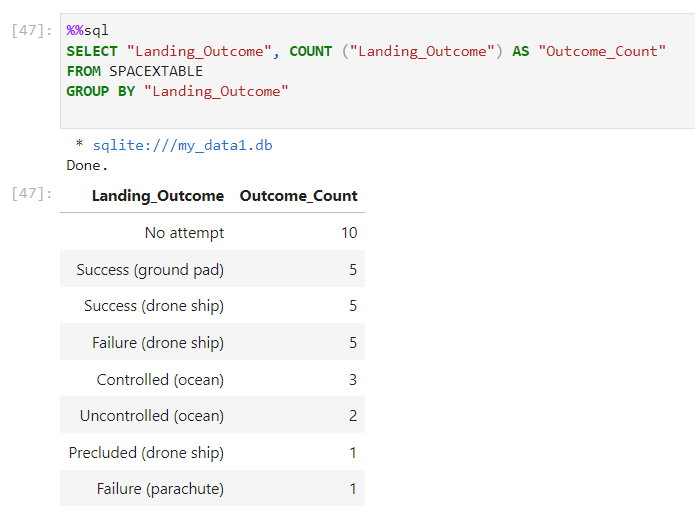 [47]: %%sql
SELECT "Landing_Outcome", COUNT ("Landing_Outcome") AS "Outcome_Count"
FROM SPACEXTABLE
GROUP BY "Landing_Outcome"
* sqlite:///my_data1.db
Done.
[47]: Landing_Outcome Outcome_Count
No attempt 10
Success (ground pad) 5
Success (drone ship) 5
Failure (drone ship) 5
Controlled (ocean) 3
Uncontrolled (ocean) 2
Precluded (drone ship) 1
Failure (parachute) 1